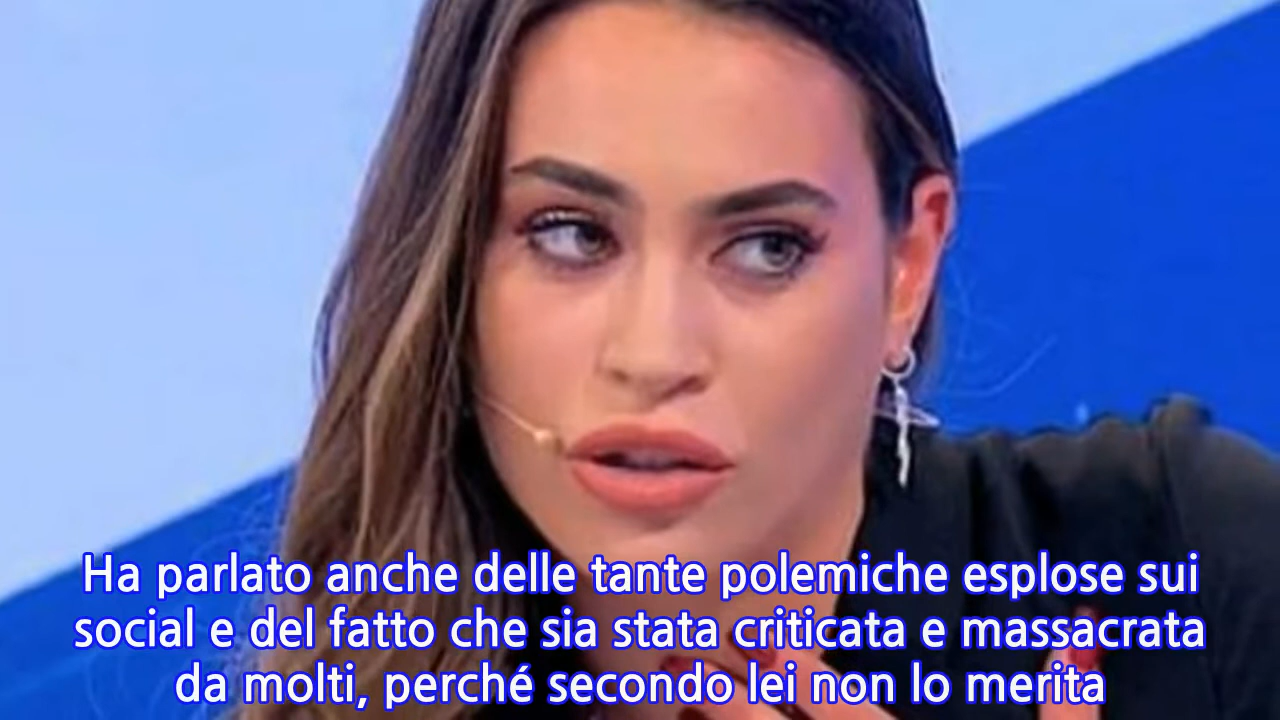 Ha parlato anche delle tante polemiche esplose sui
social e del fatto che sia stata criticata e massacrata
da molti, perché secondo lei non lo merita